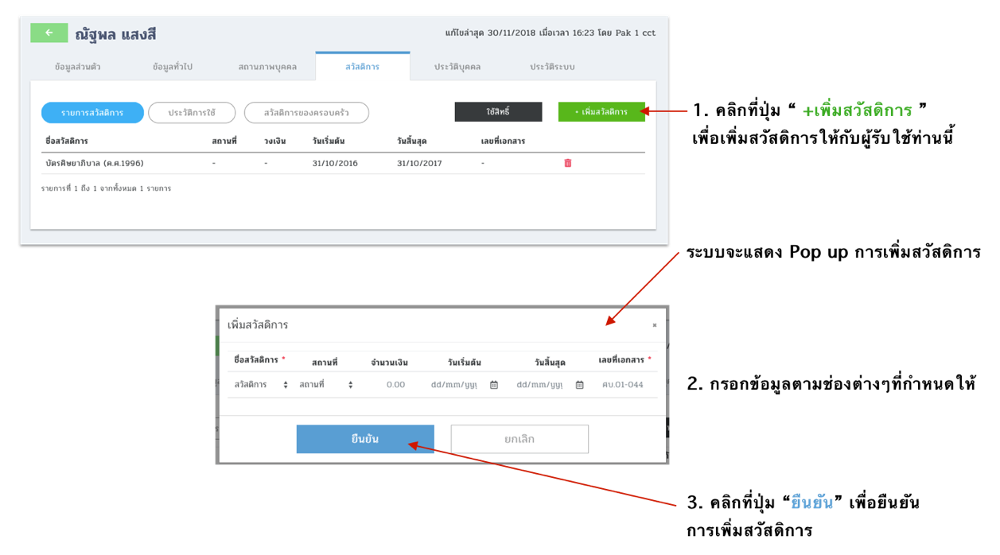 ณัฐพล แสงสี
แก้ไขล่าสุด 30/11/2018 เมื่อเวลา 16:23 โดย Pak 1 cct
ข้อมูลส่วนตัว ข้อมูลทั่วไป สถานภาพบุคคล สวัสดิการ ประวัติบุคคล ประวัติระบบ
รายการสวัสดิการ ประวัติการใช้ สวัสดิการของครอบครัว ใช้สิทธิ์ + เพิ่มสวัสดิการ
ชื่อสวัสดิการ สถานที่ วงเงิน วันเริ่มต้น วันสิ้นสุด เลขที่เอกสาร
บัตรศิษยาภิบาล (ค.ศ.1996) - - 31/10/2016 31/10/2017 -
รายการที่ 1 ถึง 1 จากทั้งหมด 1 รายการ
1. คลิกที่ปุ่ม “ +เพิ่มสวัสดิการ ”
เพื่อเพิ่มสวัสดิการให้กับผู้รับใช้ท่านนี้
ระบบจะแสดง Pop up การเพิ่มสวัสดิการ
เพิ่มสวัสดิการ ×
ชื่อสวัสดิการ * สถานที่ จำนวนเงิน วันเริ่มต้น วันสิ้นสุด เลขที่เอกสาร *
สวัสดิการ สถานที่ 0.00 dd/mm/yyy dd/mm/yyy ศบ.01-044
2. กรอกข้อมูลตามช่องต่างๆที่กำหนดให้
ยืนยัน ยกเลิก
3. คลิกที่ปุ่ม “ยืนยัน” เพื่อยืนยัน
การเพิ่มสวัสดิการ